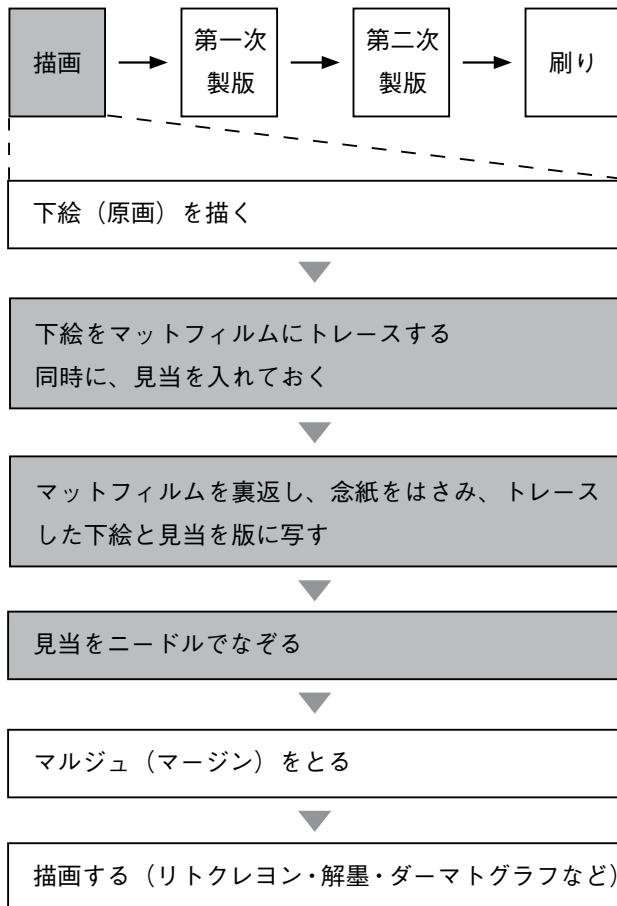 描画
第一次
製版
第二次
製版
刷り
下絵（原画）を描く
下絵をマットフィルムにトレースする
同時に、見当を入れておく
マットフィルムを裏返し、念紙をはさみ、トレース
した下絵と見当を版に写す
見当をニードルでなぞる
マルジュ（マージン）をとる
描画する（リトクレヨン・解墨・ダーマトグラフなど）